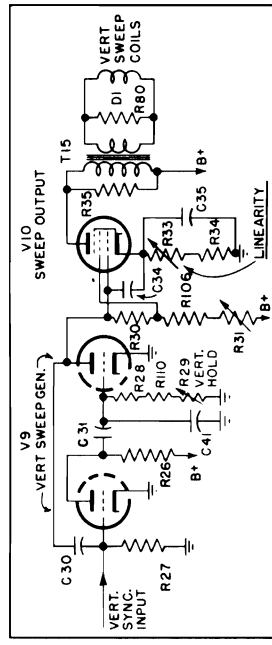 V9
VERT SWEEP GEN.
V10
SWEEP OUTPUT
T15
VERT
SWEEP
COILS
D1
R80
C30
C31
R35
C34
R33
C35
R34
LINEARITY
R30
R106
R31
B+
B+
R28
R110
R29
VERT.
HOLD
C41
R26
B+
R27
VERT.
SYNC.
INPUT